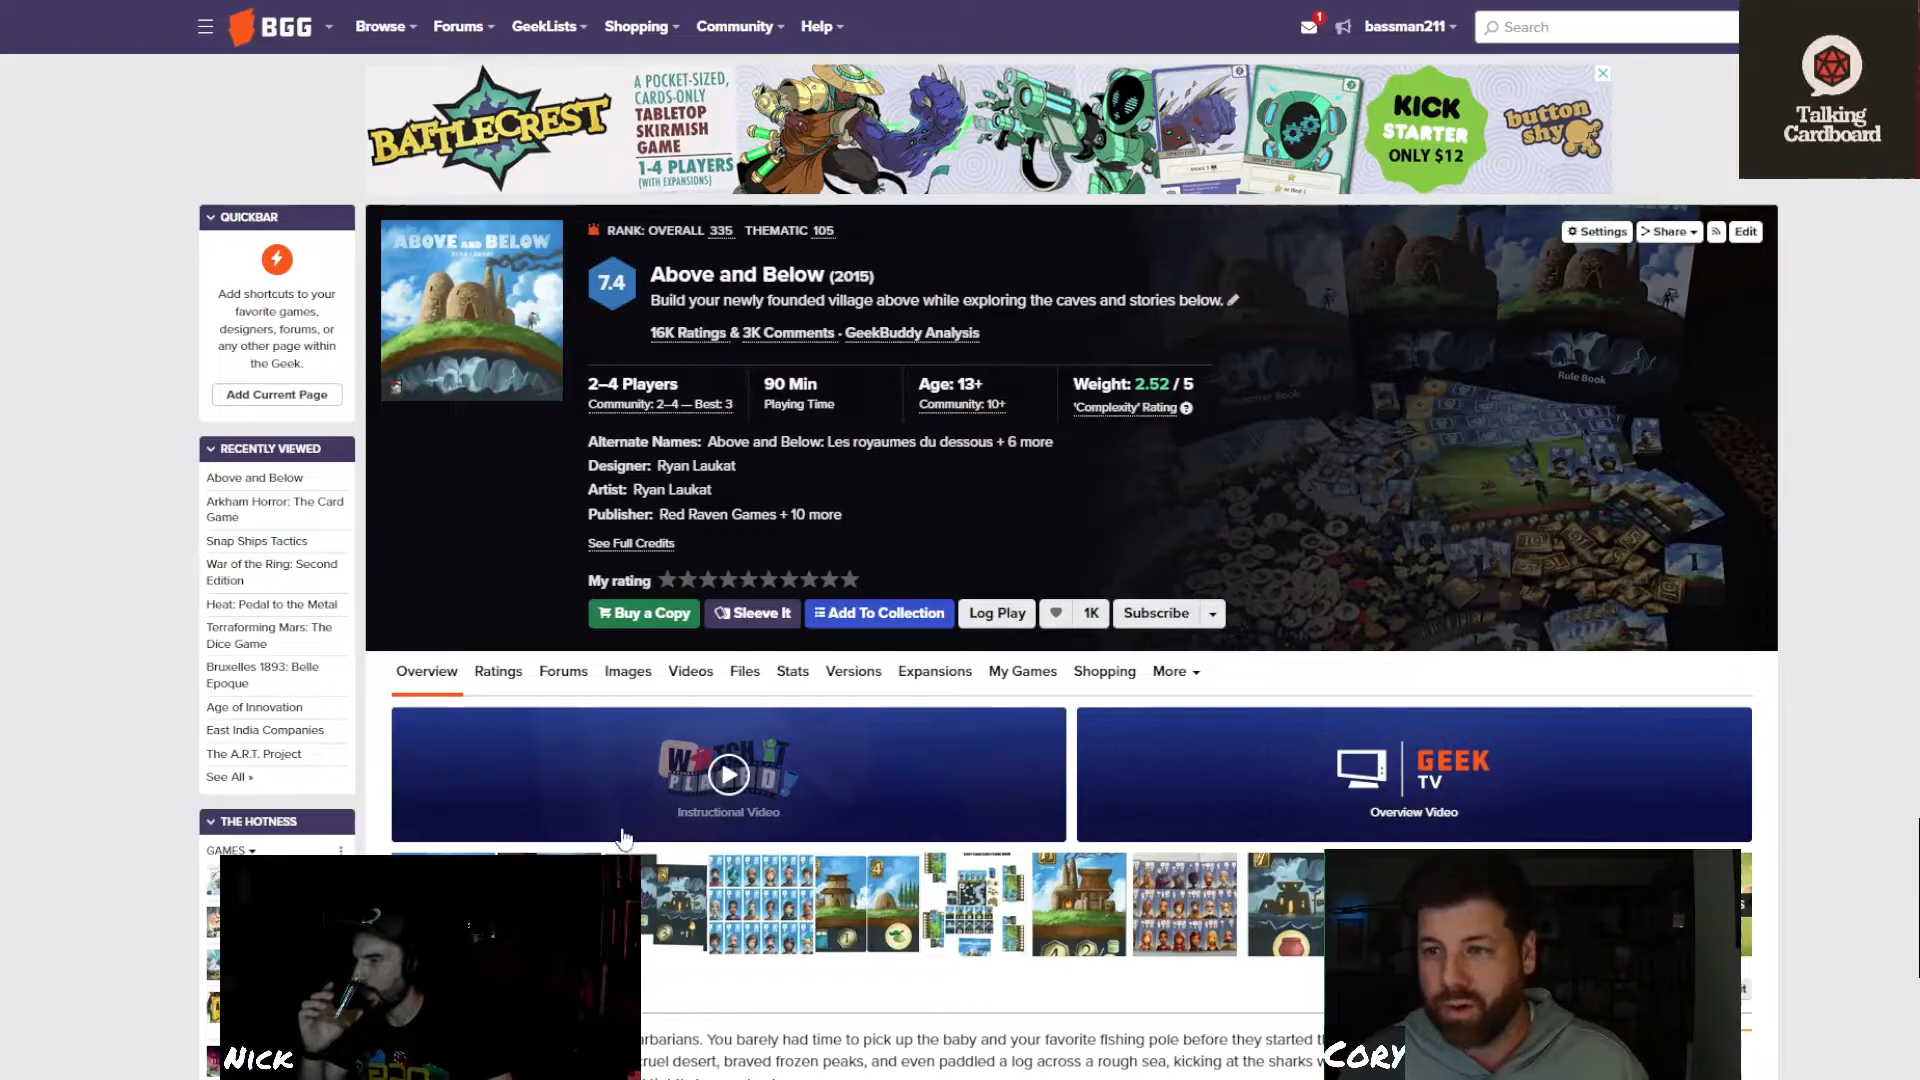 BGG
Browse
Forums
GeekLists
Shopping
Community
Help
1
bassman211
Search
Talking
Cardboard
BATTLECREST
A POCKET-SIZED,
CARDS-ONLY
TABLETOP
SKIRMISH
GAME
1-4 PLAYERS
(WITH EXPANSIONS)
KICK
STARTER
ONLY $12
button
shy
QUICKBAR
Add shortcuts to your
favorite games,
designers, forums, or
any other page within
the Geek.
Add Current Page
RECENTLY VIEWED
Above and Below
Arkham Horror: The Card
Game
Snap Ships Tactics
War of the Ring: Second
Edition
Heat: Pedal to the Metal
Terraforming Mars: The
Dice Game
Bruxelles 1893: Belle
Epoque
Age of Innovation
East India Companies
The A.R.T. Project
See All »
THE HOTNESS
GAMES
ABOVE AND BELOW
RYAN LAUKAT
RANK: OVERALL 335 THEMATIC 105
Settings
Share
Edit
7.4
Above and Below (2015)
Build your newly founded village above while exploring the caves and stories below.
16K Ratings & 3K Comments · GeekBuddy Analysis
2–4 Players
Community: 2–4 — Best: 3
90 Min
Playing Time
Age: 13+
Community: 10+
Weight: 2.52 / 5
'Complexity' Rating
Rule Book
Alternate Names: Above and Below: Les royaumes du dessous + 6 more
Designer: Ryan Laukat
Artist: Ryan Laukat
Publisher: Red Raven Games + 10 more
See Full Credits
My rating
Buy a Copy
Sleeve It
Add To Collection
Log Play
1K
Subscribe
Overview
Ratings
Forums
Images
Videos
Files
Stats
Versions
Expansions
My Games
Shopping
More
WATCH IT
PLAYED!
Instructional Video
GEEK
TV
Overview Video
arbarians. You barely had time to pick up the baby and your favorite fishing pole before they started t
ruel desert, braved frozen peaks, and even paddled a log across a rough sea, kicking at the sharks
Nick
Cory